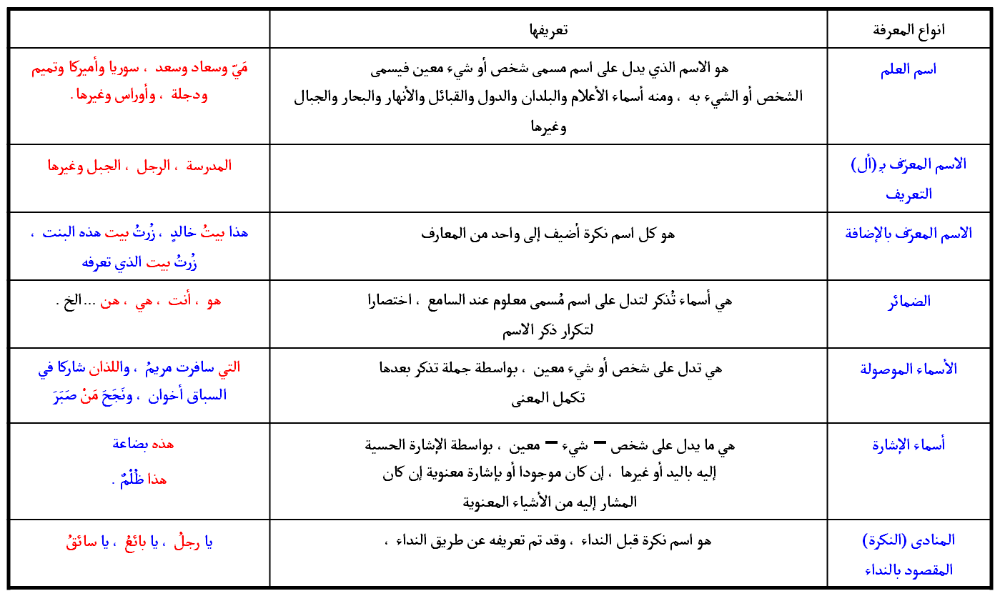 انواع المعرفة
تعريفها
اسم العلم
هو الاسم الذي يدل على اسم مسمى شخص أو شيء معين فيسمى
الشخص أو الشيء به ، ومنه أسماء الأعلام والبلدان والدول والقبائل والأنهار والبحار والجبال
وغيرها
مَيّ وسعاد وسعد ، سوريا وأميركا وتميم
ودجلة ، وأوراس وغيرها.
الاسم المعرّف بـ(أل)
التعريف
المدرسة ، الرجل ، الجبل وغيرها
الاسم المعرّف بالإضافة
هو كل اسم نكرة أضيف إلى واحد من المعارف
هذا بيتُ خالدٍ ، زُرتُ بيت هذه البنت ،
زُرتُ بيت الذي تعرفه
الضمائر
هي أسماء تُذكر لتدل على اسم مُسمى معلوم عند السامع ، اختصارا
لتكرار ذكر الاسم
هو ، أنت ، هي ، هن ...الخ .
الأسماء الموصولة
هي تدل على شخص أو شيء معين ، بواسطة جملة تذكر بعدها
تكمل المعنى
التي سافرت مريمُ ، واللذان شاركا في
السباق أخوان ، ونَجَحَ مَنْ صَبَرَ
أسماء الإشارة
هي ما يدل على شخص – شيء – معين ، بواسطة الإشارة الحسية
إليه باليد أو غيرها ، إن كان موجودا أو بإشارة معنوية إن كان
المشار إليه من الأشياء المعنوية
هذه بضاعة
هذا ظُلْمٌ .
المنادى (النكرة)
المقصود بالنداء
هو اسم نكرة قبل النداء ، وقد تم تعريفه عن طريق النداء ،
يا رجلُ ، يا بائعُ ، يا سائقُ